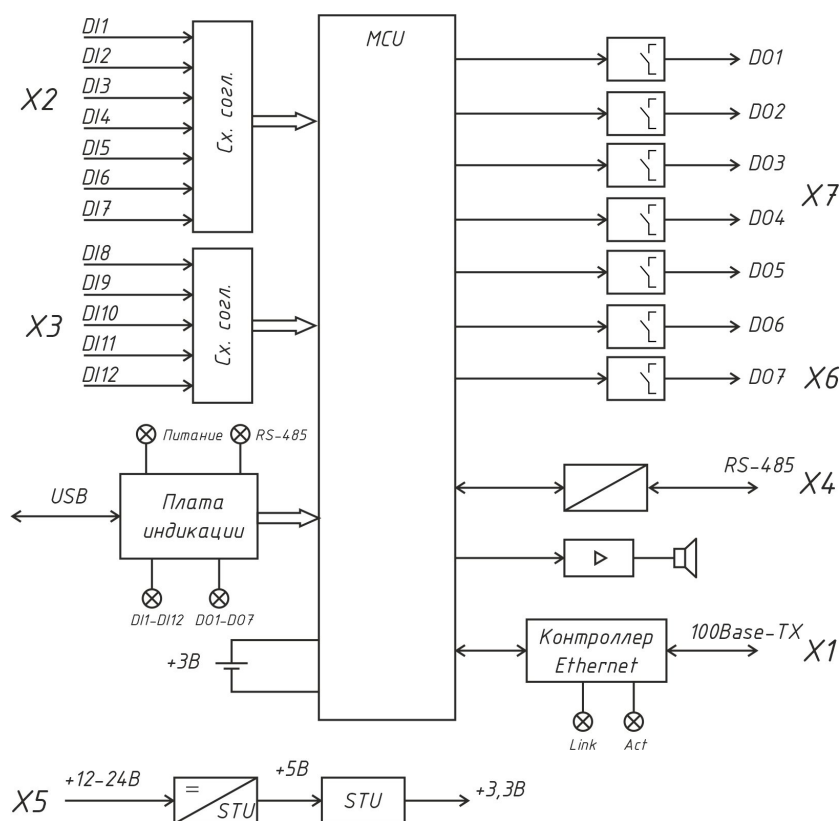 DI1
DI2
DI3
DI4
DI5
DI6
DI7
X2
Сх. согл.
MCU
DO1
DO2
DO3
DO4
DO5
DO6
DO7
X7
X6
DI8
DI9
DI10
DI11
DI12
X3
Сх. согл.
Питание
RS-485
USB
Плата
индикации
DI1-DI12
DO1-DO7
+3В
RS-485
X4
Контроллер
Ethernet
100Base-TX
X1
Link
Act
X5
+12-24В
=
STU
+5В
STU
+3,3В